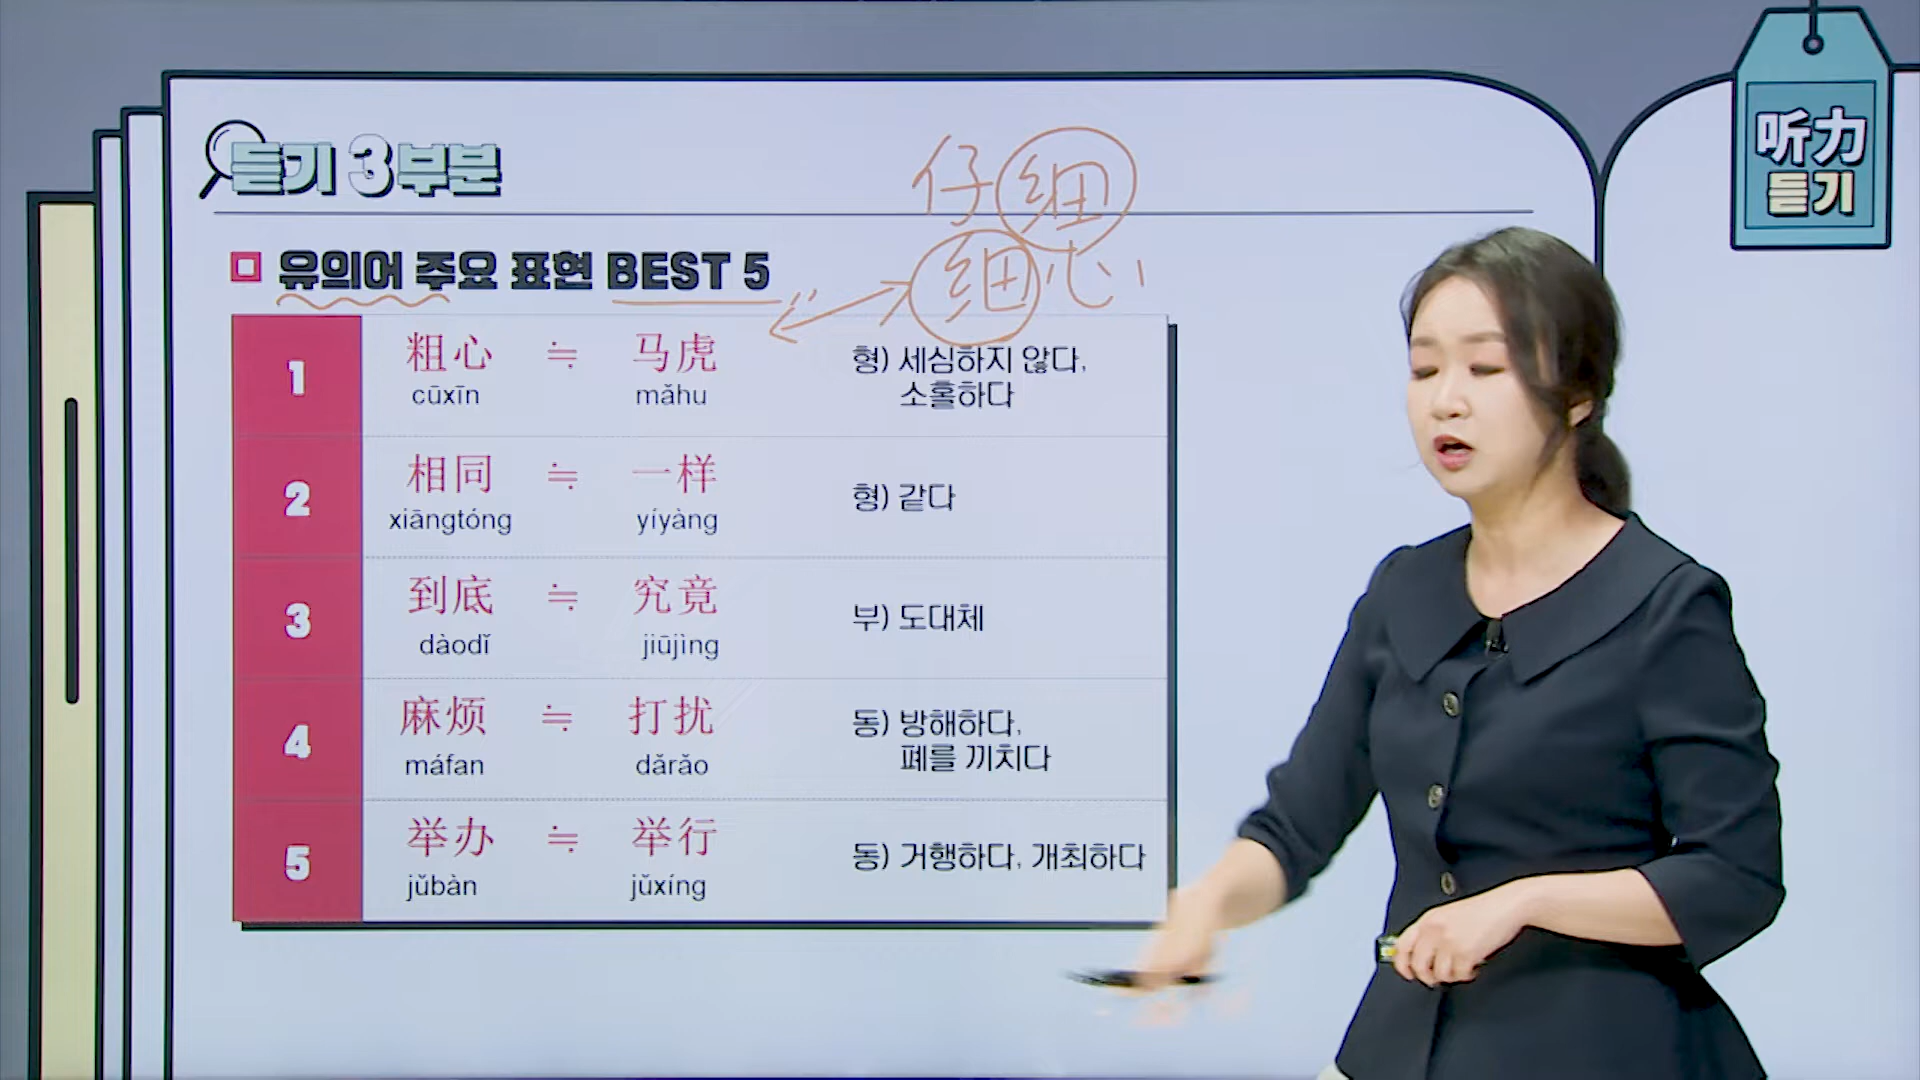 听力
듣기
듣기 3부분
仔细
细心
유의어 주요 표현 BEST 5
1 粗心 ≒ 马虎 형) 세심하지 않다,
cūxīn mǎhu 소홀하다
2 相同 ≒ 一样 형) 같다
xiāngtóng yíyàng
3 到底 ≒ 究竟 부) 도대체
dàodǐ jiūjìng
4 麻烦 ≒ 打扰 동) 방해하다,
máfan dǎrǎo 폐를 끼치다
5 举办 ≒ 举行 동) 거행하다, 개최하다
jǔbàn jǔxíng